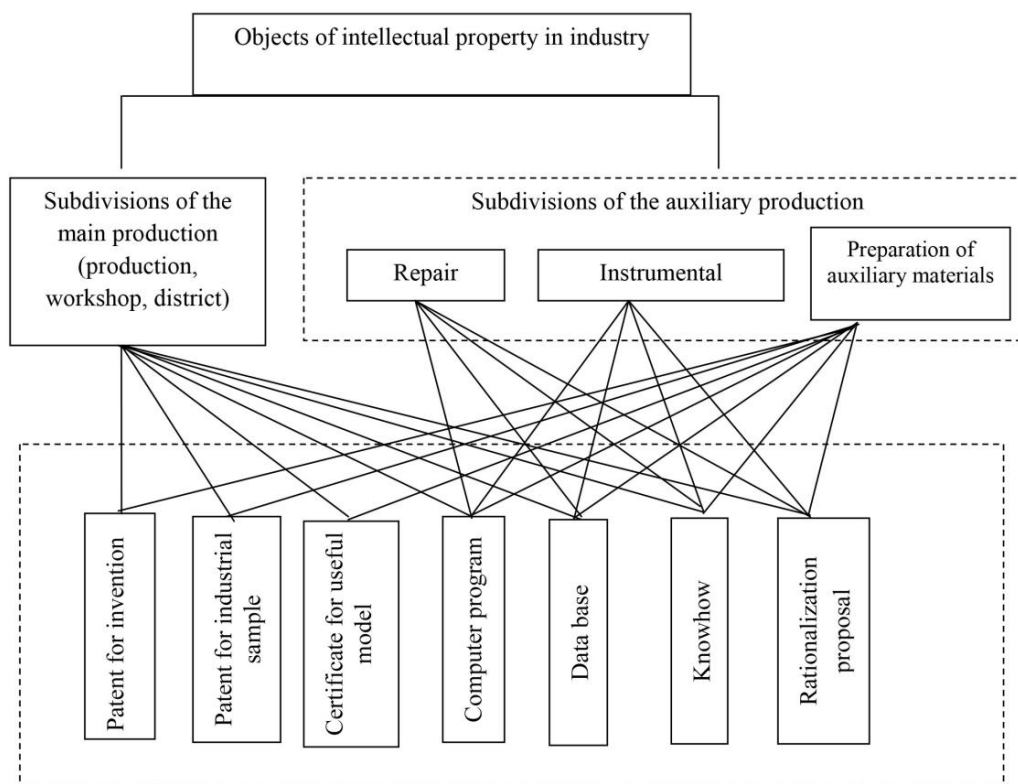 Objects of intellectual property in industry
Subdivisions of the
main production
(production,
workshop, district)
Subdivisions of the auxiliary production
Repair
Instrumental
Preparation of
auxiliary materials
Patent for invention
Patent for industrial
sample
Certificate for useful
model
Computer program
Data base
Knowhow
Rationalization
proposal